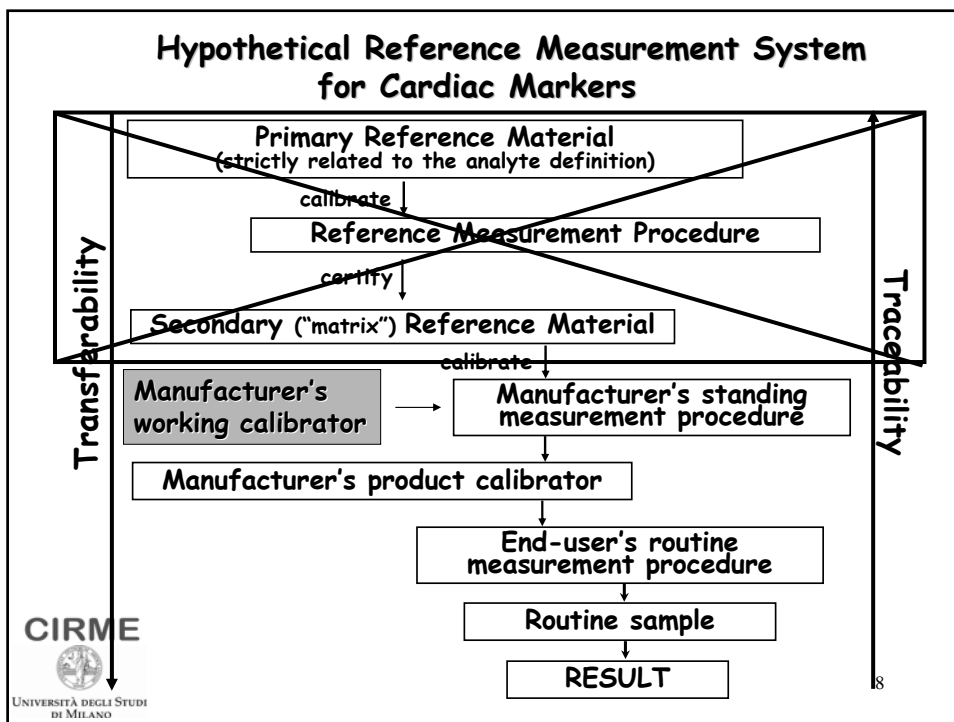 Hypothetical Reference Measurement System
for Cardiac Markers
Primary Reference Material
(strictly related to the analyte definition)
calibrate
Reference Measurement Procedure
certify
Secondary (“matrix”) Reference Material
calibrate
Manufacturer’s
working calibrator
Manufacturer’s standing
measurement procedure
Manufacturer’s product calibrator
End-user’s routine
measurement procedure
Routine sample
RESULT
Transferability
Traceability
CIRME
UNIVERSITÀ DEGLI STUDI
DI MILANO
8